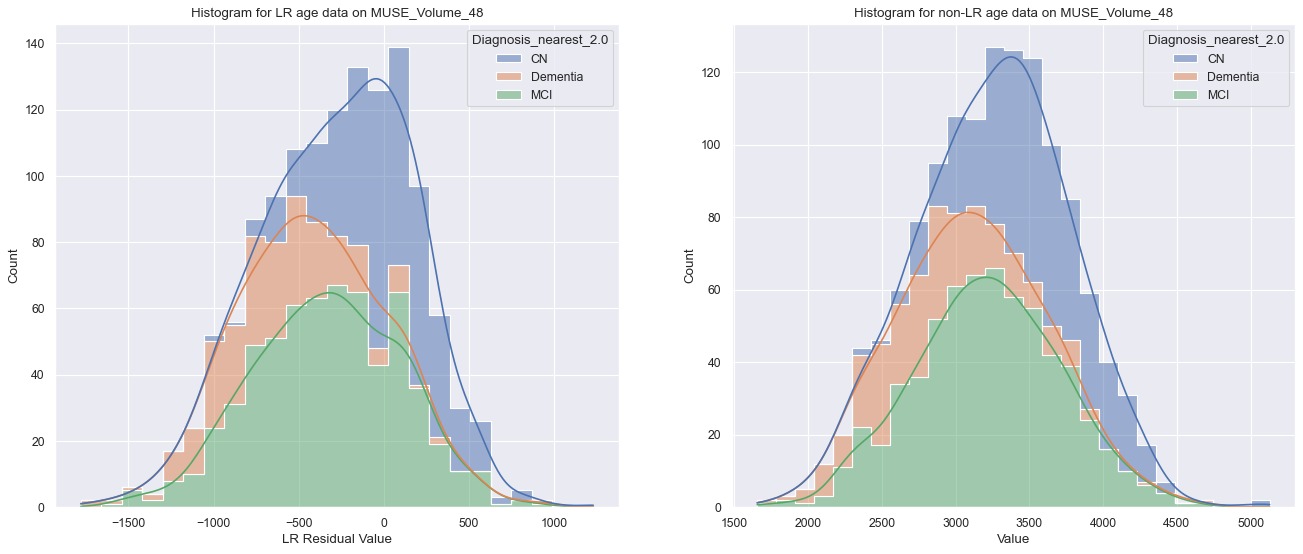 Histogram for LR age data on MUSE_Volume_48
Diagnosis_nearest_2.0
CN
Dementia
MCI
140
120
100
80
60
40
20
0
Count
−1500
−1000
−500
0
500
1000
LR Residual Value
Histogram for non-LR age data on MUSE_Volume_48
Diagnosis_nearest_2.0
CN
Dementia
MCI
120
100
80
60
40
20
0
Count
1500
2000
2500
3000
3500
4000
4500
5000
Value